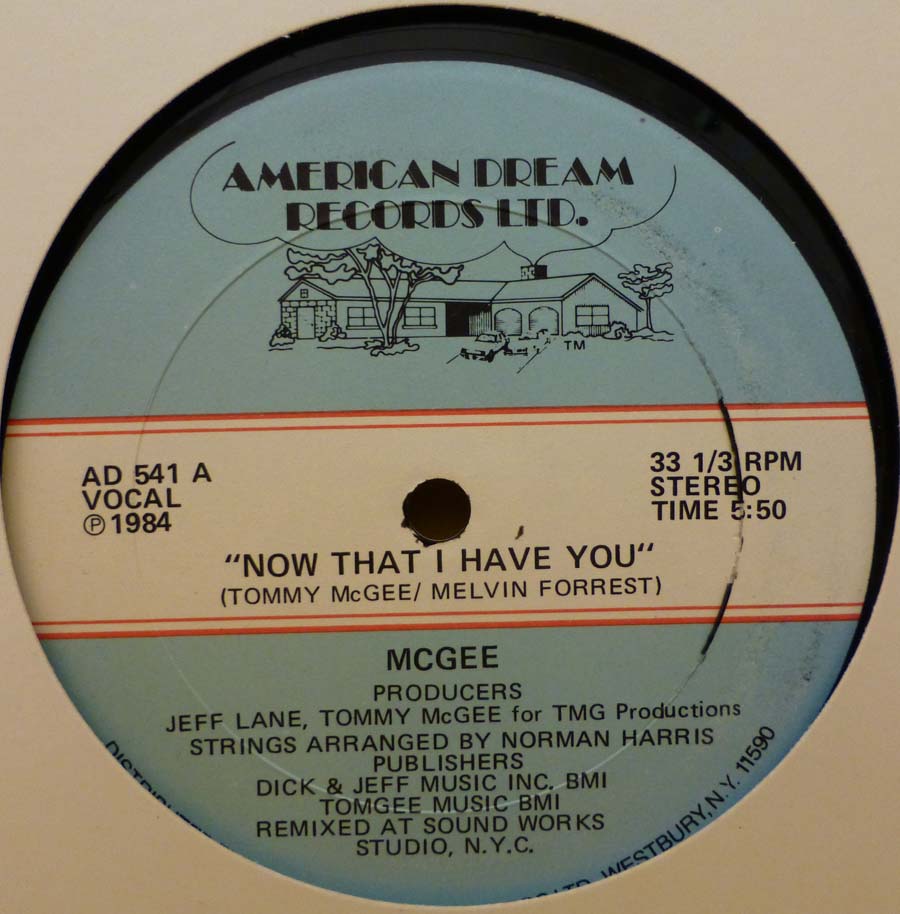 AMERICAN DREAM
RECORDS LTD.
TM
AD 541 A
VOCAL
Ⓟ 1984
33 1/3 RPM
STEREO
TIME 5:50
“NOW THAT I HAVE YOU“
(TOMMY McGEE/ MELVIN FORREST)
MCGEE
PRODUCERS
JEFF LANE, TOMMY McGEE for TMG Productions
STRINGS ARRANGED BY NORMAN HARRIS
PUBLISHERS
DICK & JEFF MUSIC INC. BMI
TOMGEE MUSIC BMI
REMIXED AT SOUND WORKS
STUDIO, N.Y.C.
LTD. WESTBURY, N.Y. 11590